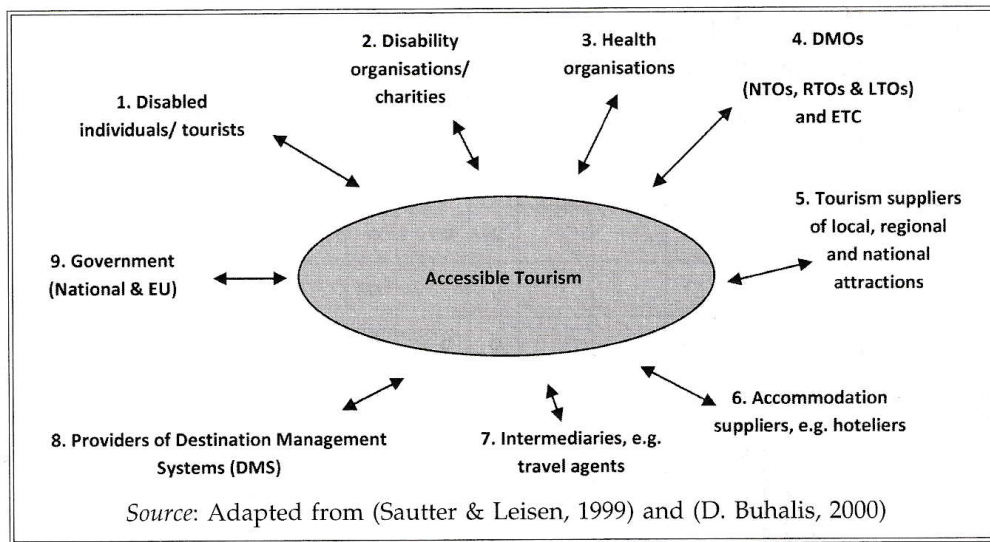 1. Disabled
individuals/ tourists
2. Disability
organisations/
charities
3. Health
organisations
4. DMOs
(NTOs, RTOs & LTOs)
and ETC
5. Tourism suppliers
of local, regional
and national
attractions
6. Accommodation
suppliers, e.g. hoteliers
7. Intermediaries, e.g.
travel agents
8. Providers of Destination Management
Systems (DMS)
9. Government
(National & EU)
Accessible Tourism
Source: Adapted from (Sautter & Leisen, 1999) and (D. Buhalis, 2000)